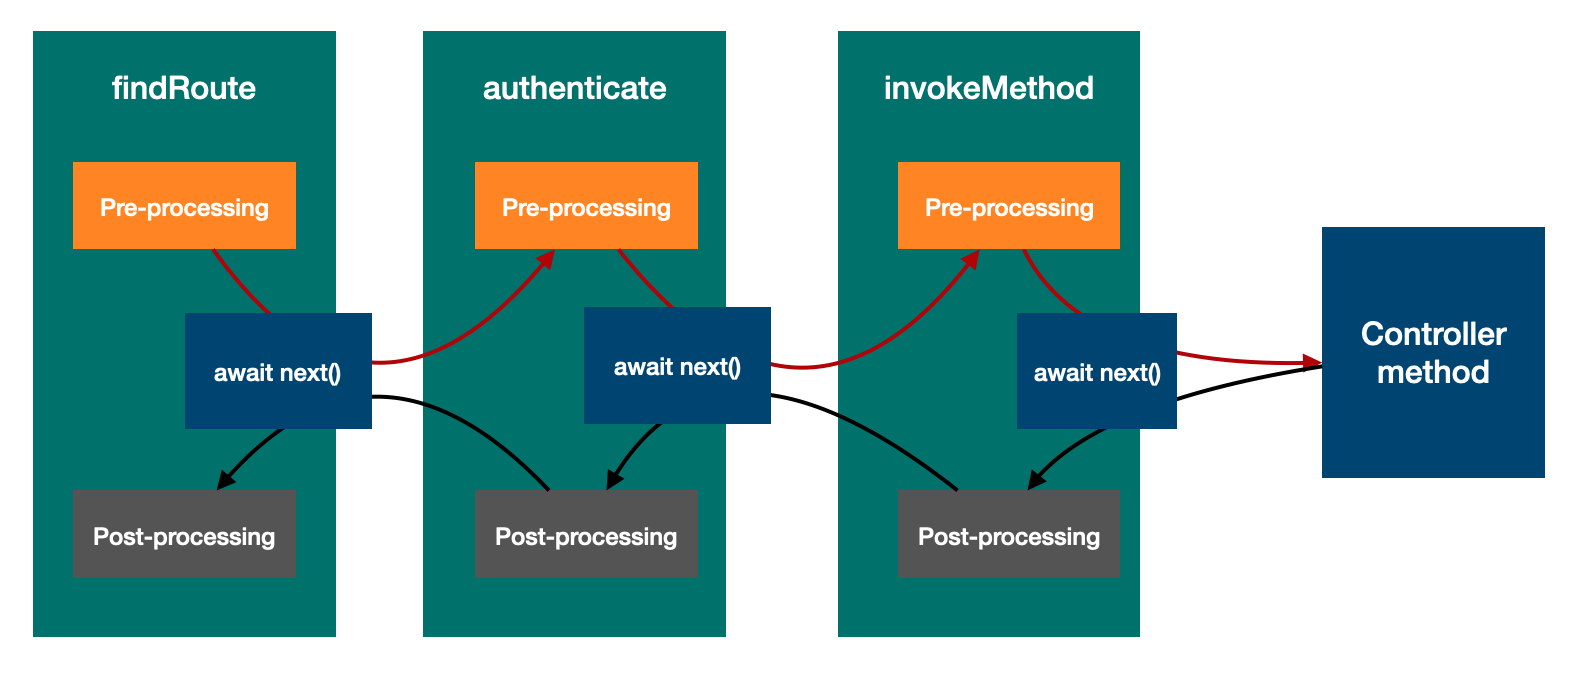 findRoute
Pre-processing
await next()
Post-processing
authenticate
Pre-processing
await next()
Post-processing
invokeMethod
Pre-processing
await next()
Post-processing
Controller
method